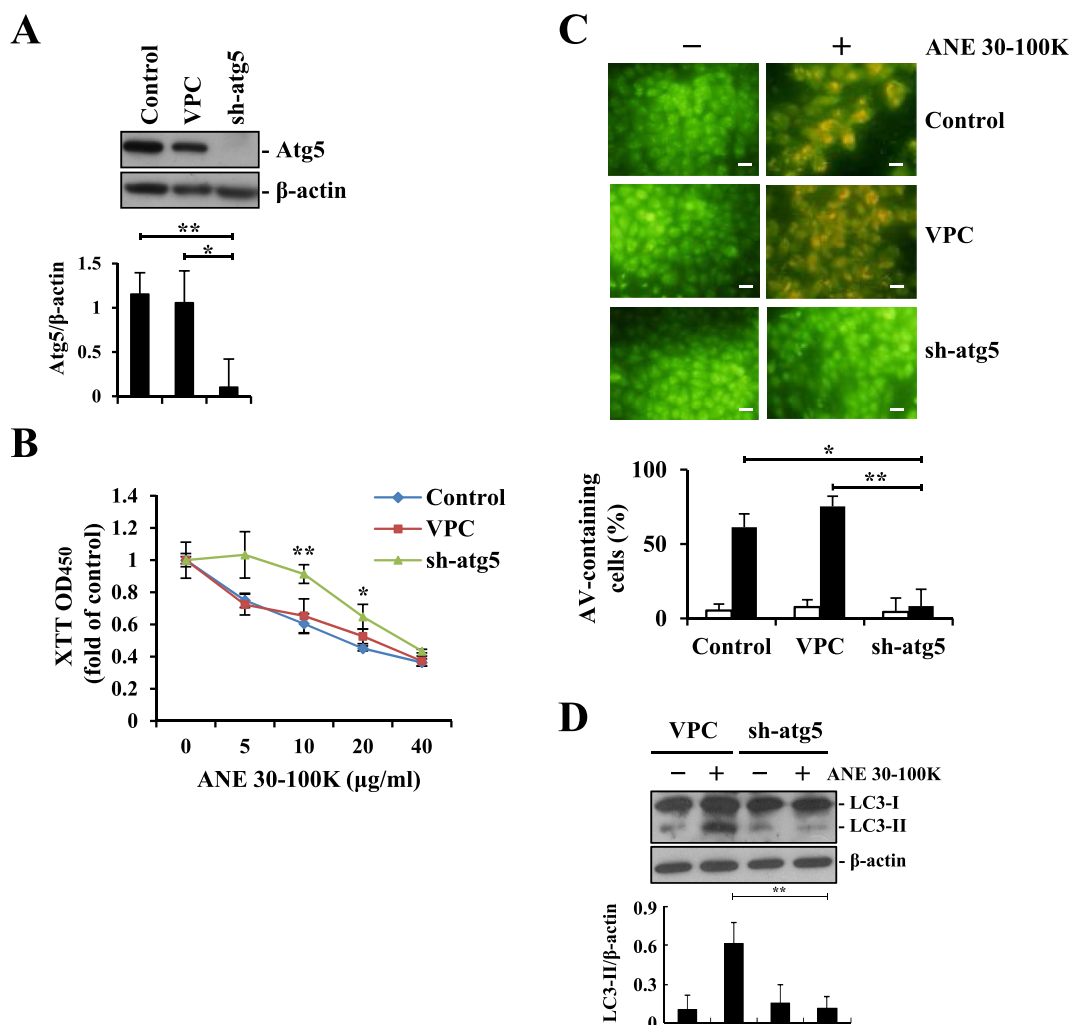 A
Control
VPC
sh-atg5
- Atg5
- β-actin
**
*
1.5
1
0.5
0
Atg5/β-actin
B
1.4
1.2
1
0.8
0.6
0.4
0.2
0
XTT OD450
(fold of control)
Control
VPC
sh-atg5
**
*
0 5 10 20 40
ANE 30-100K (μg/ml)
C
− + ANE 30-100K
Control
VPC
sh-atg5
*
**
100
50
0
AV-containing
cells (%)
Control VPC sh-atg5
D
VPC sh-atg5
− + − + ANE 30-100K
- LC3-I
- LC3-II
- β-actin
**
0.9
0.6
0.3
0
LC3-II/β-actin